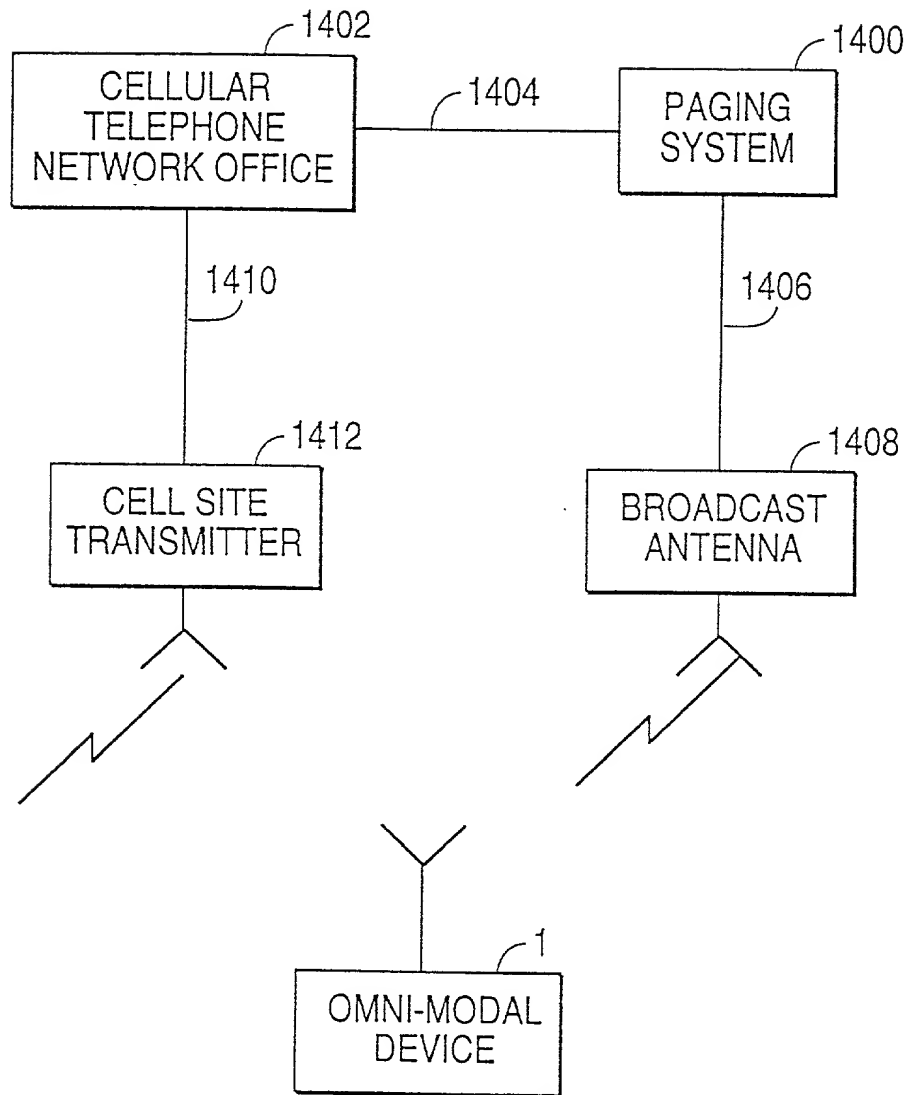 1402
CELLULAR
TELEPHONE
NETWORK OFFICE
1404
1400
PAGING
SYSTEM
1410
1406
1412
CELL SITE
TRANSMITTER
1408
BROADCAST
ANTENNA
1
OMNI-MODAL
DEVICE